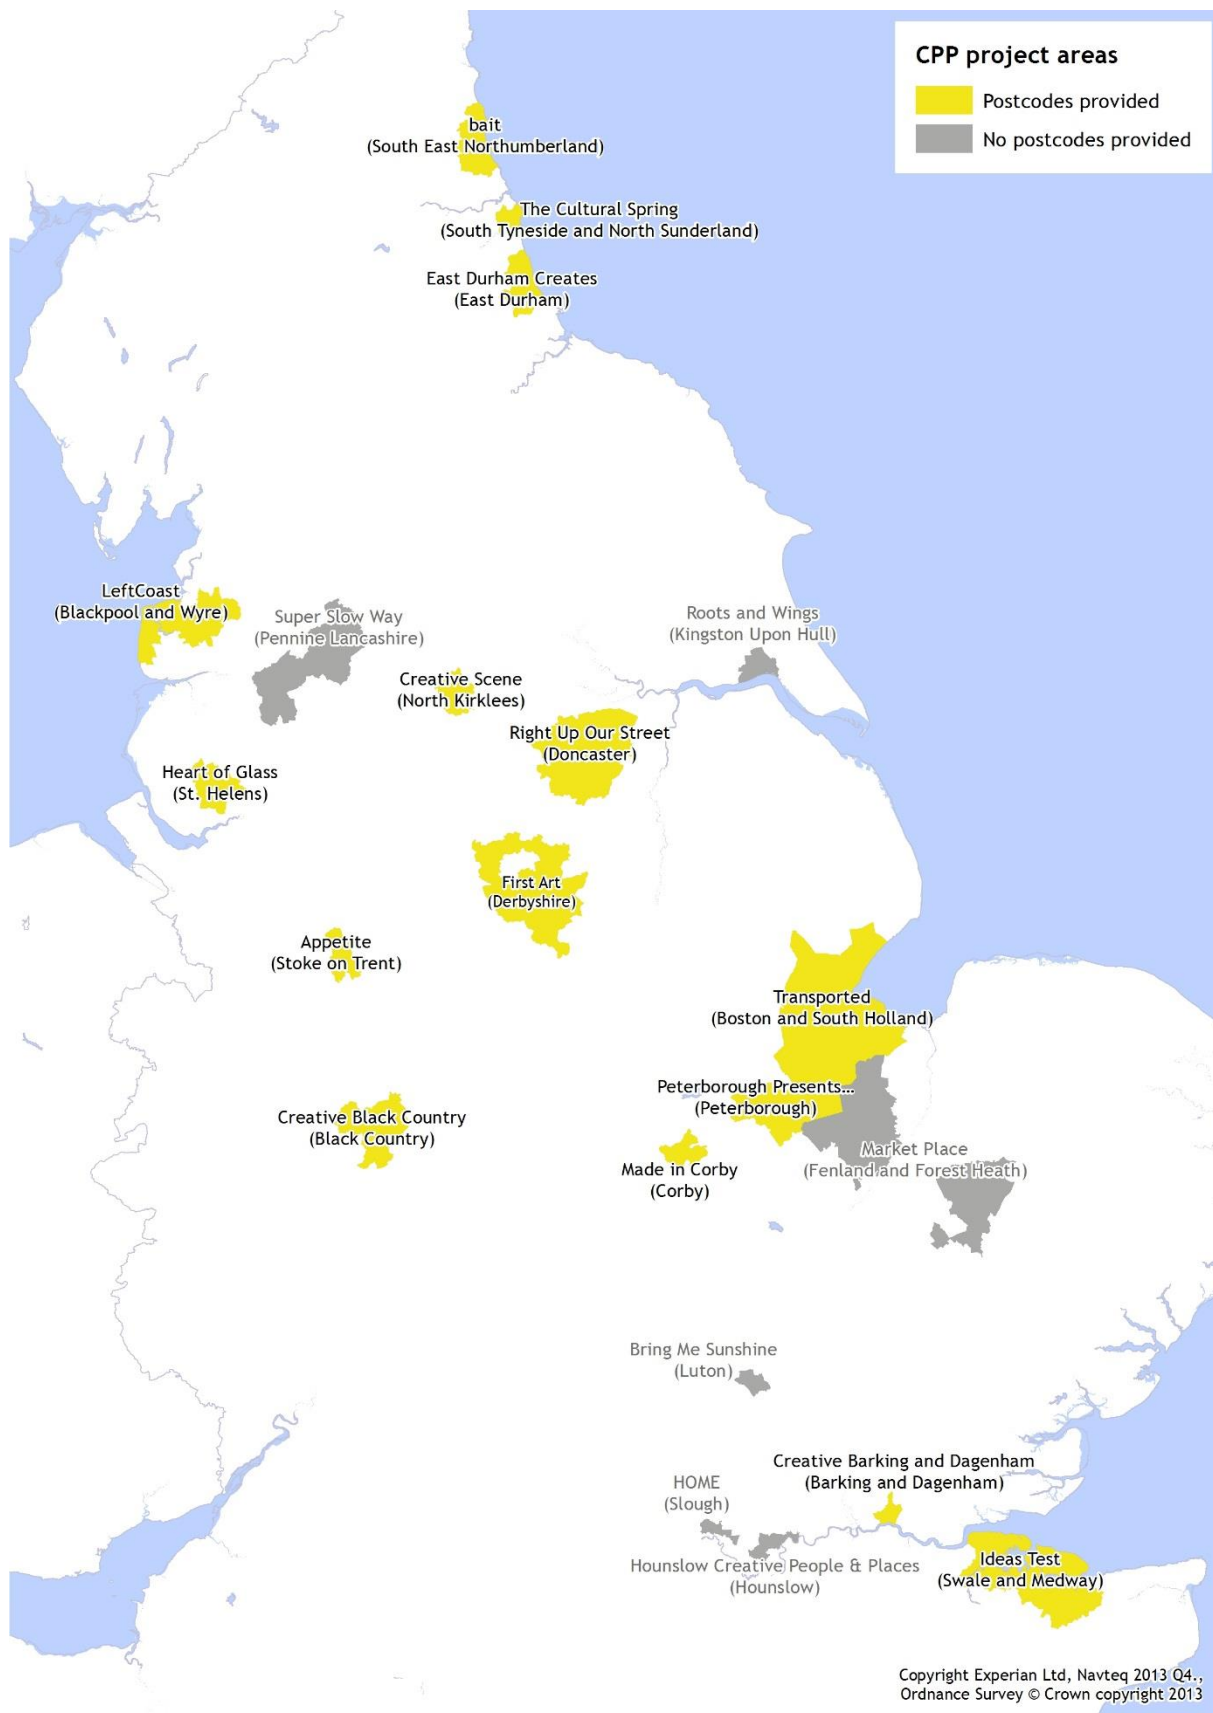 CPP project areas
Postcodes provided
No postcodes provided
bait
(South East Northumberland)
The Cultural Spring
(South Tyneside and North Sunderland)
East Durham Creates
(East Durham)
LeftCoast
(Blackpool and Wyre)
Super Slow Way
(Pennine Lancashire)
Roots and Wings
(Kingston Upon Hull)
Creative Scene
(North Kirklees)
Right Up Our Street
(Doncaster)
Heart of Glass
(St. Helens)
First Art
(Derbyshire)
Appetite
(Stoke on Trent)
Transported
(Boston and South Holland)
Peterborough Presents...
(Peterborough)
Creative Black Country
(Black Country)
Market Place
(Fenland and Forest Heath)
Made in Corby
(Corby)
Bring Me Sunshine
(Luton)
Creative Barking and Dagenham
(Barking and Dagenham)
HOME
(Slough)
Hounslow Creative People & Places
(Hounslow)
Ideas Test
(Swale and Medway)
Copyright Experian Ltd, Navteq 2013 Q4.,
Ordnance Survey © Crown copyright 2013